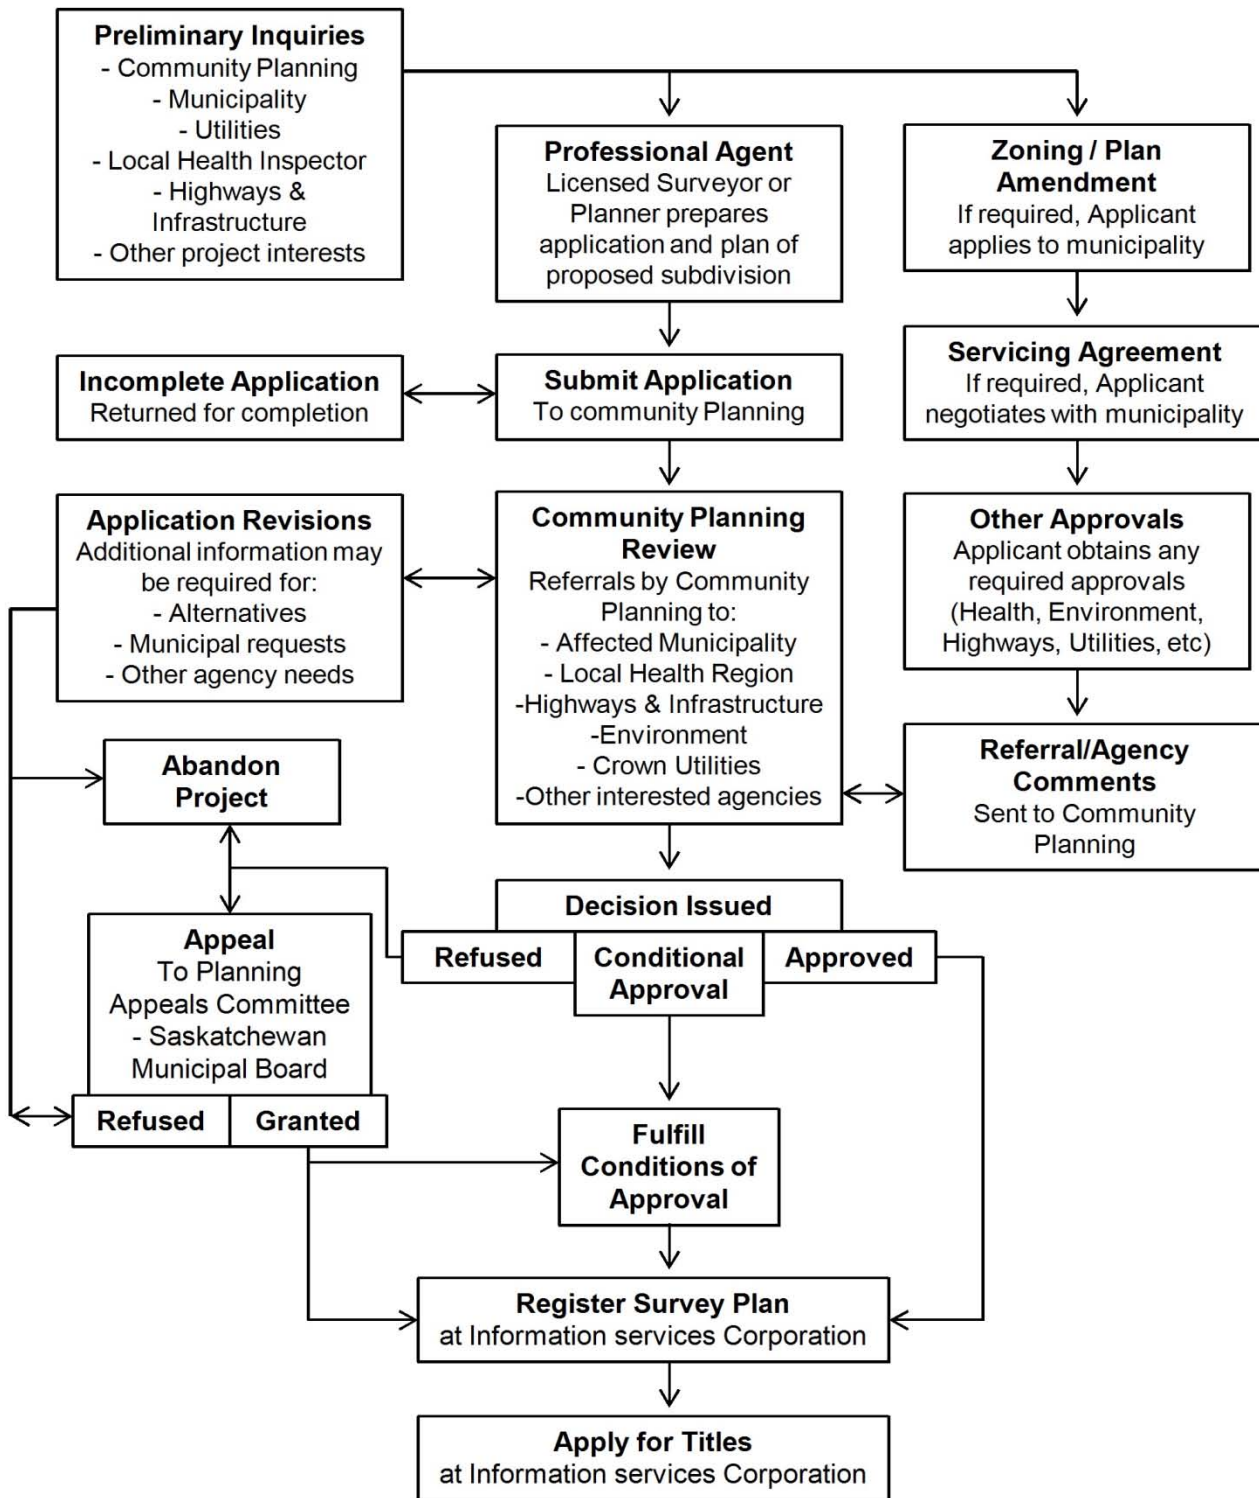 Preliminary Inquiries
- Community Planning
- Municipality
- Utilities
- Local Health Inspector
- Highways &
Infrastructure
- Other project interests
Professional Agent
Licensed Surveyor or
Planner prepares
application and plan of
proposed subdivision
Zoning / Plan
Amendment
If required, Applicant
applies to municipality
Incomplete Application
Returned for completion
Submit Application
To community Planning
Servicing Agreement
If required, Applicant
negotiates with municipality
Application Revisions
Additional information may
be required for:
- Alternatives
- Municipal requests
- Other agency needs
Community Planning
Review
Referrals by Community
Planning to:
- Affected Municipality
- Local Health Region
-Highways & Infrastructure
-Environment
- Crown Utilities
-Other interested agencies
Other Approvals
Applicant obtains any
required approvals
(Health, Environment,
Highways, Utilities, etc)
Referral/Agency
Comments
Sent to Community
Planning
Abandon
Project
Decision Issued
Refused
Conditional
Approval
Approved
Appeal
To Planning
Appeals Committee
- Saskatchewan
Municipal Board
Refused
Granted
Fulfill
Conditions of
Approval
Register Survey Plan
at Information services Corporation
Apply for Titles
at Information services Corporation